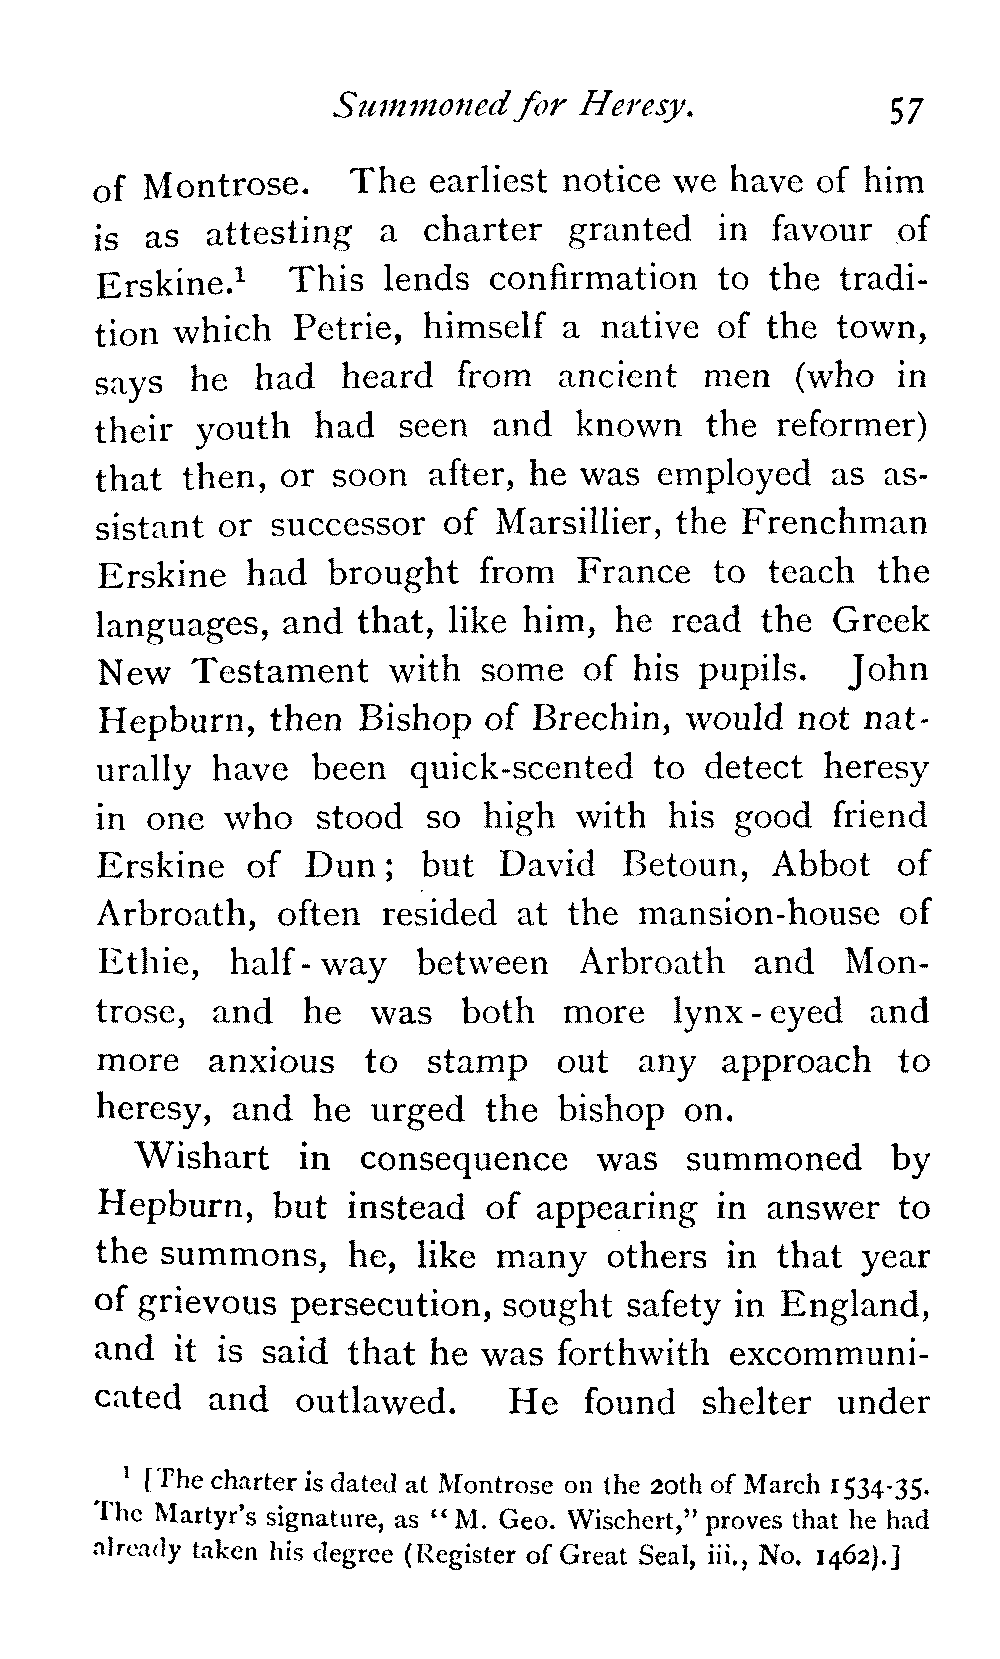 Summoned for Heresy. 57
of Montrose. The earliest notice we have of him
is as attesting a charter granted in favour of
Erskine.¹ This lends confirmation to the tradi-
tion which Petrie, himself a native of the town,
says he had heard from ancient men (who in
their youth had seen and known the reformer)
that then, or soon after, he was employed as as-
sistant or successor of Marsillier, the Frenchman
Erskine had brought from France to teach the
languages, and that, like him, he read the Greek
New Testament with some of his pupils. John
Hepburn, then Bishop of Brechin, would not nat-
urally have been quick-scented to detect heresy
in one who stood so high with his good friend
Erskine of Dun; but David Betoun, Abbot of
Arbroath, often resided at the mansion-house of
Ethie, half-way between Arbroath and Mon-
trose, and he was both more lynx-eyed and
more anxious to stamp out any approach to
heresy, and he urged the bishop on.
Wishart in consequence was summoned by
Hepburn, but instead of appearing in answer to
the summons, he, like many others in that year
of grievous persecution, sought safety in England,
and it is said that he was forthwith excommuni-
cated and outlawed. He found shelter under
¹ [The charter is dated at Montrose on the 20th of March 1534-35.
The Martyr's signature, as "M. Geo. Wischert," proves that he had
already taken his degree (Register of Great Seal, iii., No. 1462).]